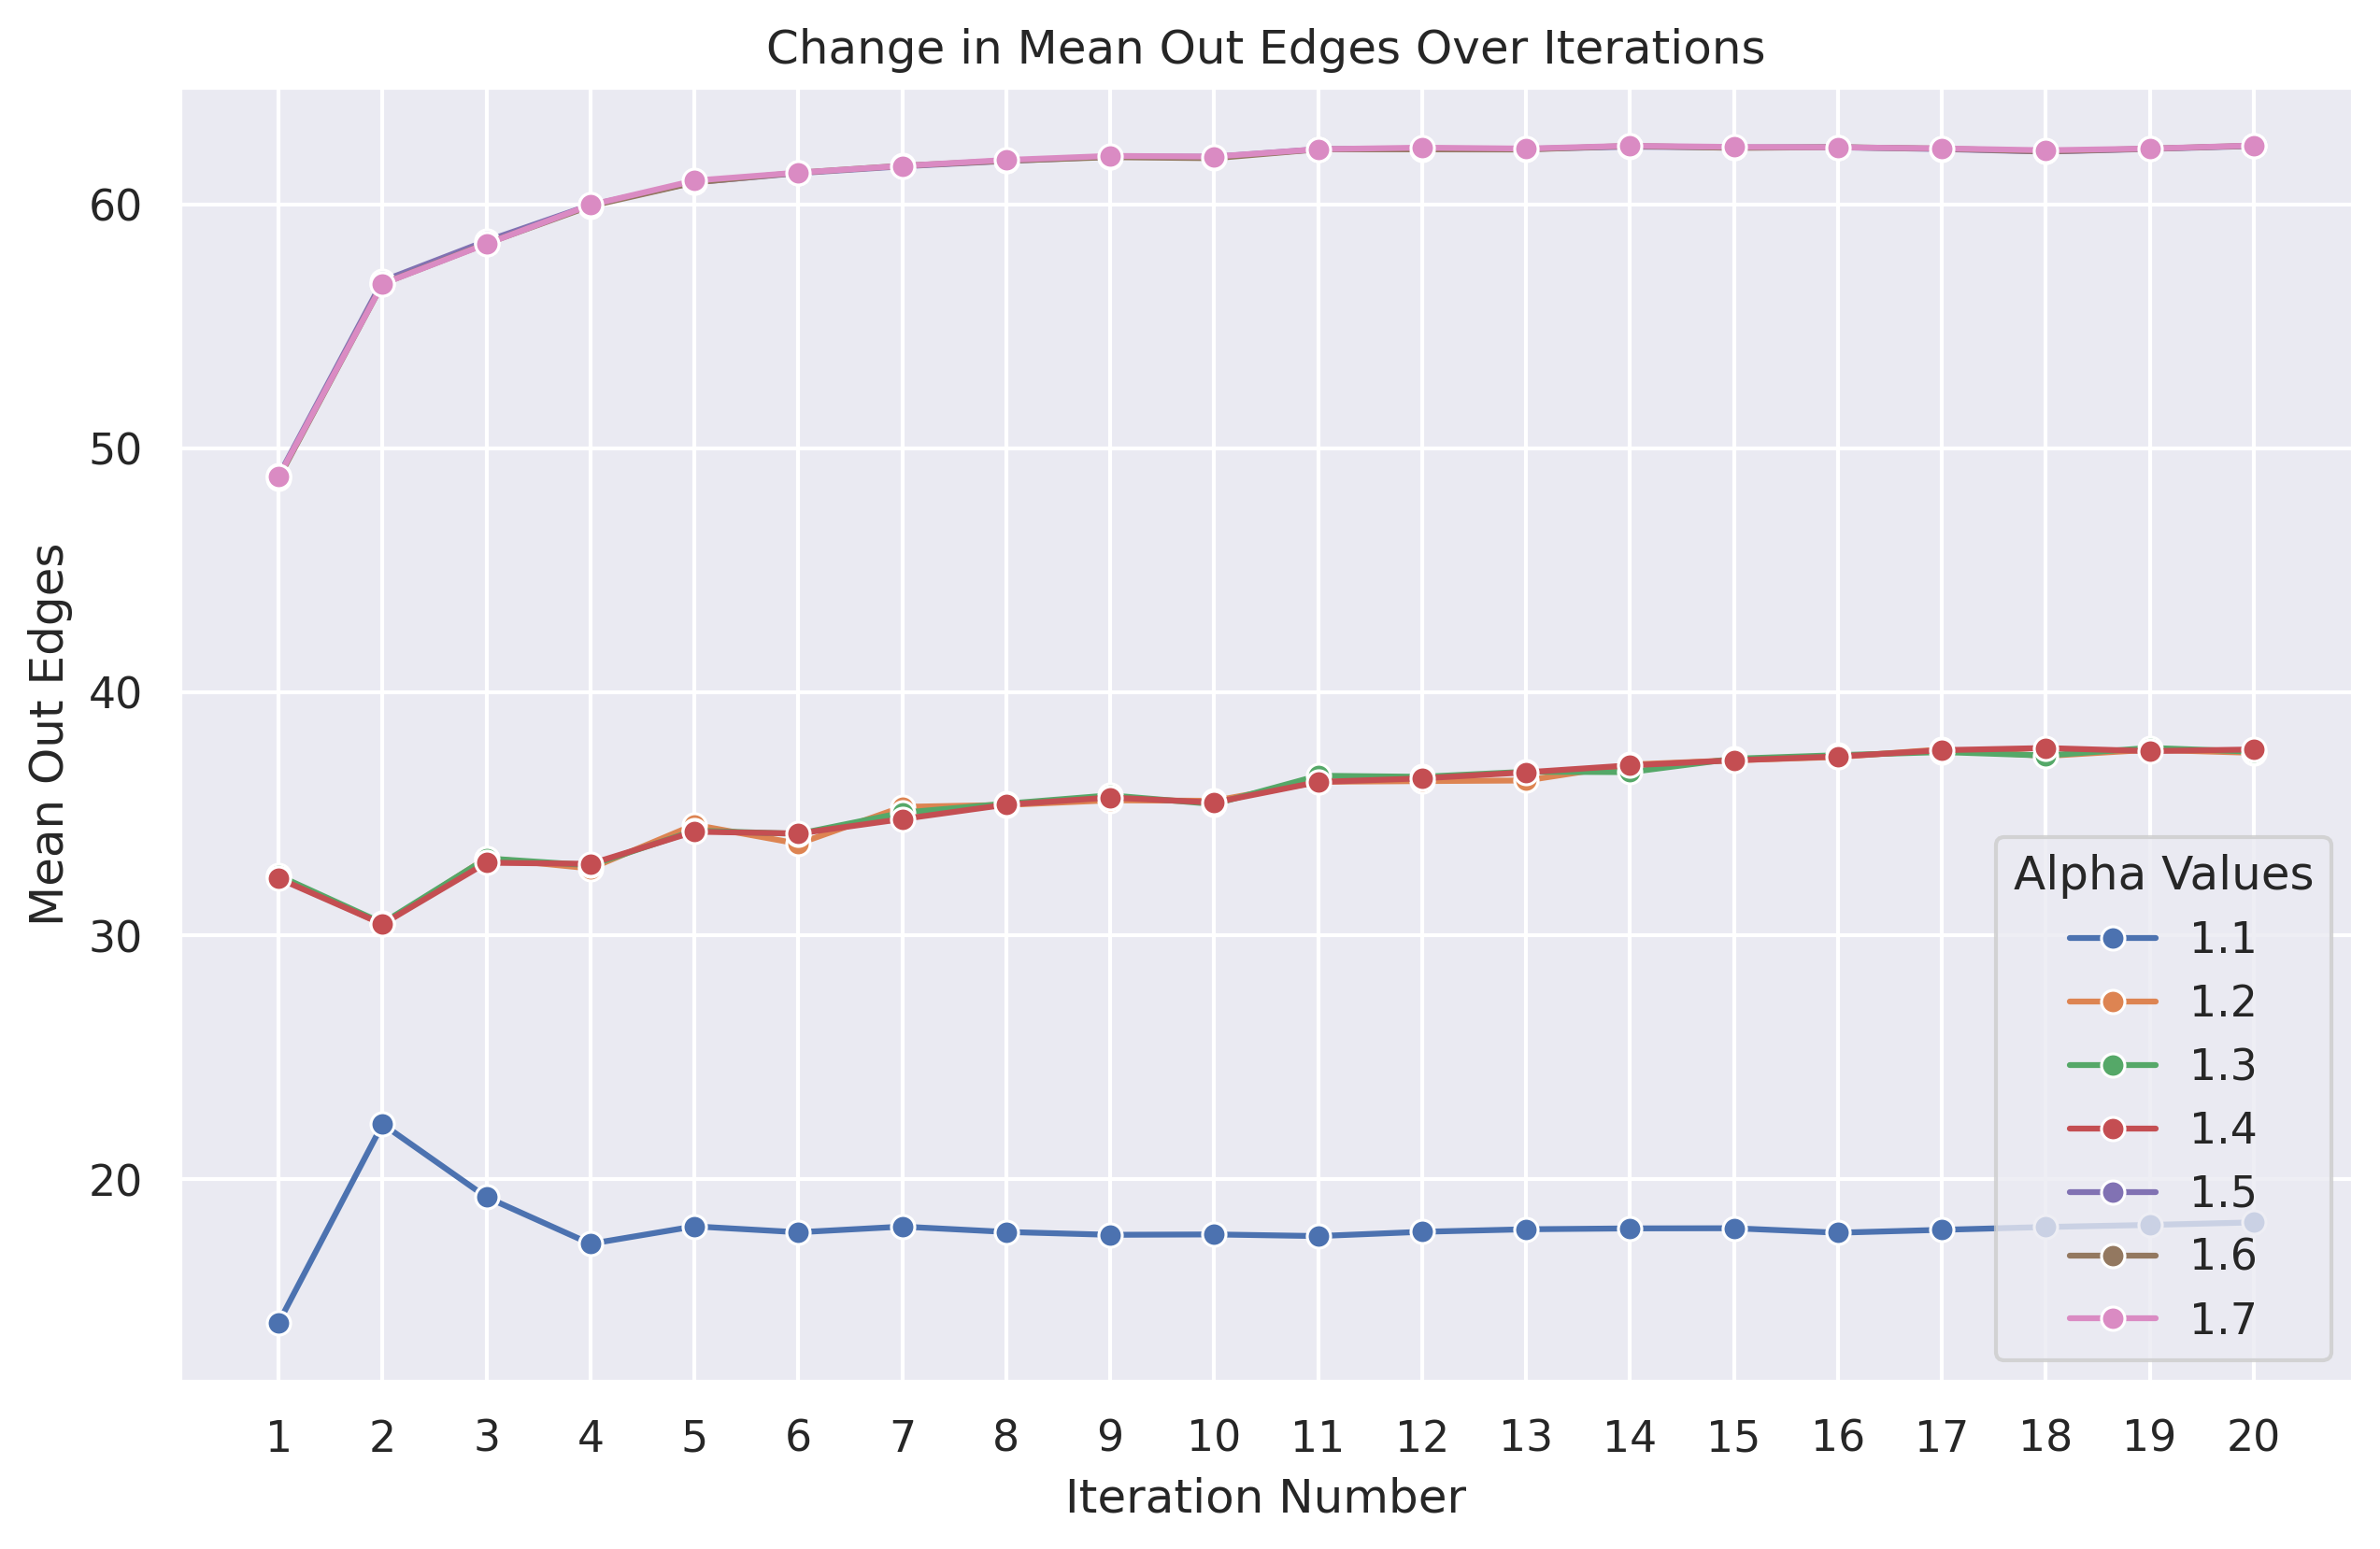 Change in Mean Out Edges Over Iterations
Mean Out Edges
60
50
40
30
20
Alpha Values
1.1
1.2
1.3
1.4
1.5
1.6
1.7
1 2 3 4 5 6 7 8 9 10 11 12 13 14 15 16 17 18 19 20
Iteration Number